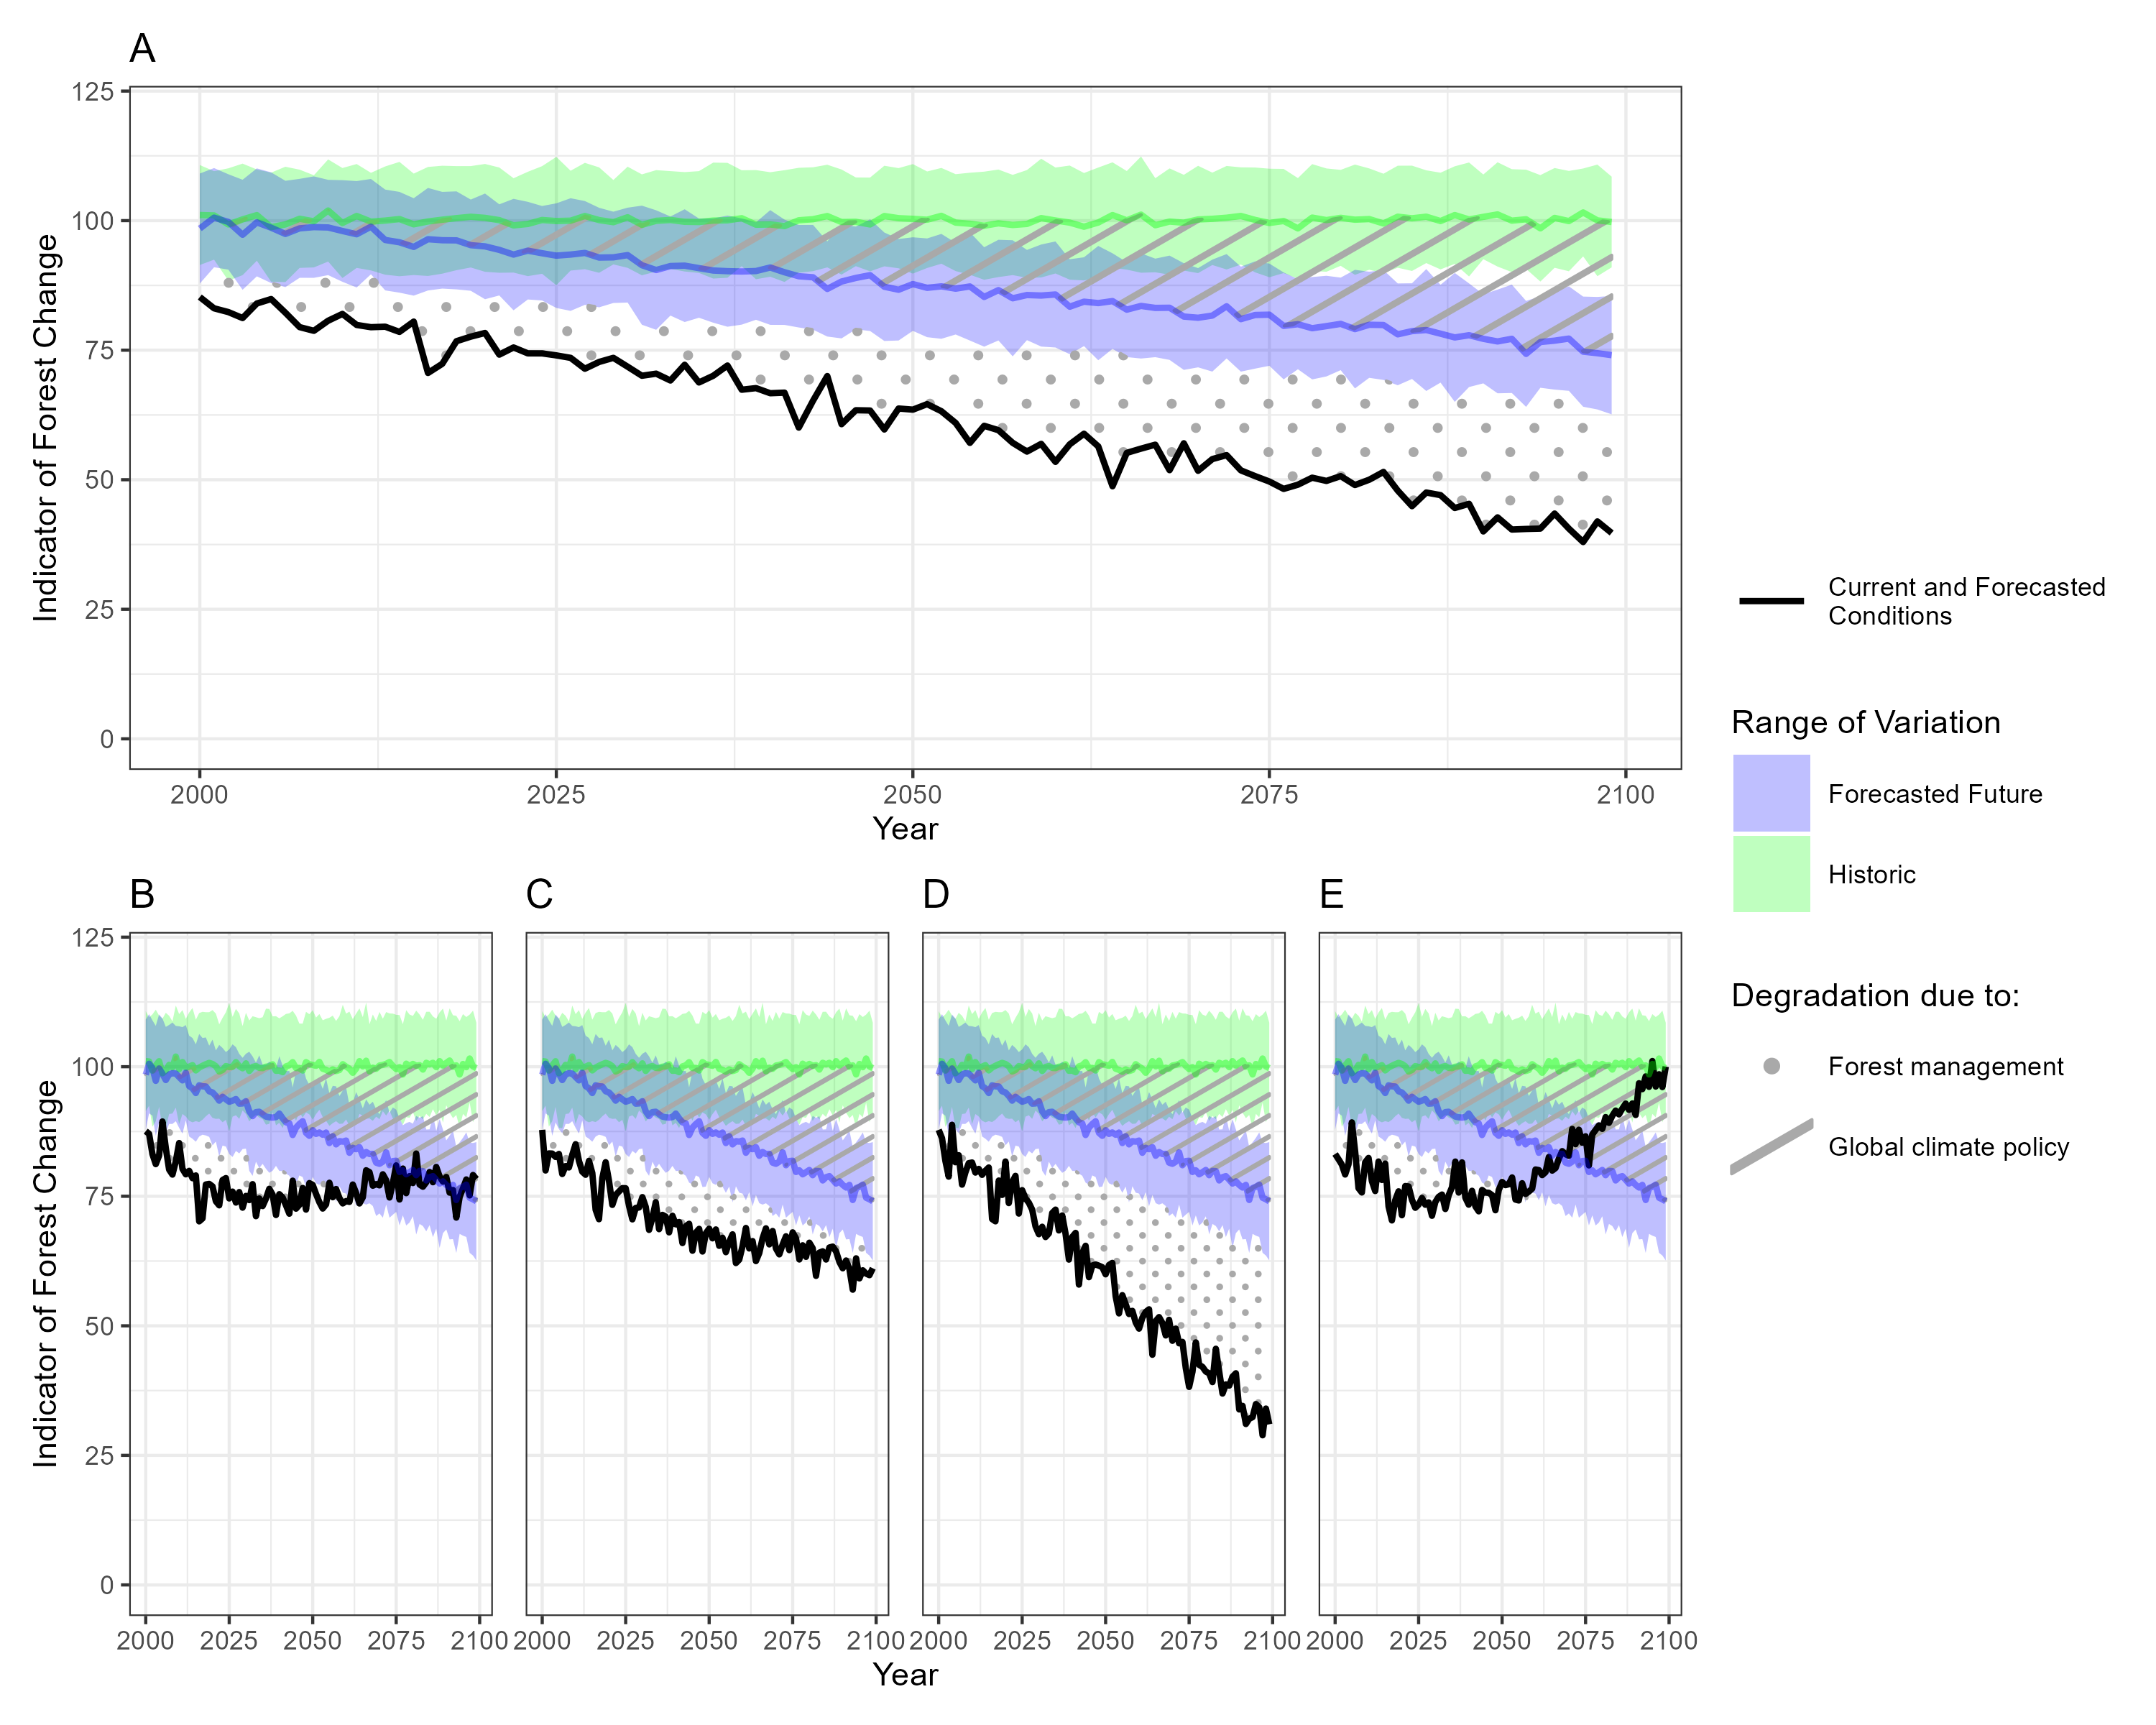 A
125
100
75
50
25
0
Indicator of Forest Change
2000 2025 2050 2075 2100
Year
Current and Forecasted
Conditions
Range of Variation
Forecasted Future
Historic
Degradation due to:
Forest management
Global climate policy
B C D E
125
100
75
50
25
0
Indicator of Forest Change
2000 2025 2050 2075 2100 2000 2025 2050 2075 2100 2000 2025 2050 2075 2100 2000 2025 2050 2075 2100
Year